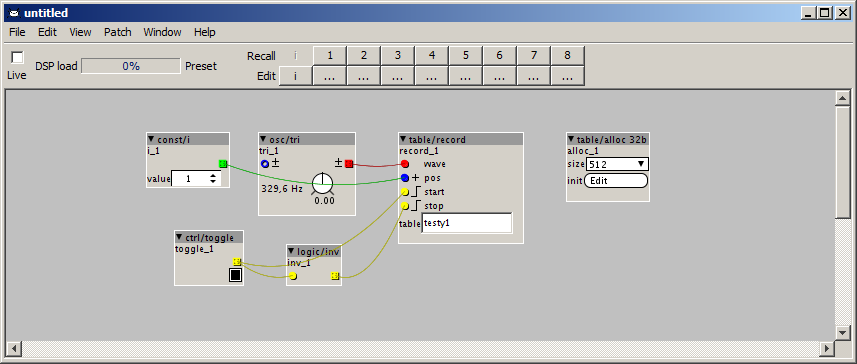 untitled
File Edit View Patch Window Help
Live
DSP load 0% Preset
Recall i 1 2 3 4 5 6 7 8
Edit i ... ... ... ... ... ... ... ...
const/i
i_1
value 1
osc/tri
tri_1
± ±
329,6 Hz
0.00
table/record
record_1
wave
+ pos
start
stop
table testy1
table/alloc 32b
alloc_1
size 512
init Edit
ctrl/toggle
toggle_1
logic/inv
inv_1